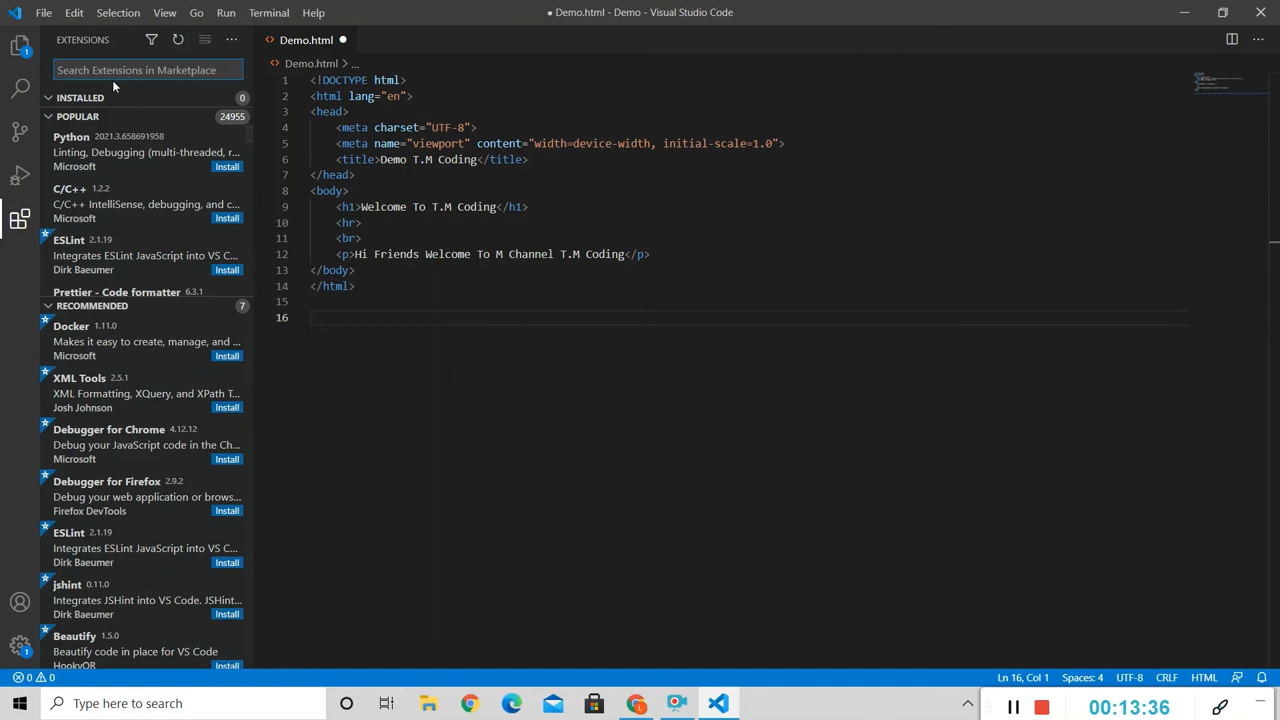 File Edit Selection View Go Run Terminal Help
● Demo.html - Demo - Visual Studio Code
EXTENSIONS
Search Extensions in Marketplace
INSTALLED 0
POPULAR 24955
Python 2021.3.658691958
Linting, Debugging (multi-threaded, r...
Microsoft Install
C/C++ 1.2.2
C/C++ IntelliSense, debugging, and c...
Microsoft Install
ESLint 2.1.19
Integrates ESLint JavaScript into VS C...
Dirk Baeumer Install
Prettier - Code formatter 6.3.1
RECOMMENDED 7
Docker 1.11.0
Makes it easy to create, manage, and ...
Microsoft Install
XML Tools 2.5.1
XML Formatting, XQuery, and XPath T...
Josh Johnson Install
Debugger for Chrome 4.12.12
Debug your JavaScript code in the Ch...
Microsoft Install
Debugger for Firefox 2.9.2
Debug your web application or brows...
Firefox DevTools Install
ESLint 2.1.19
Integrates ESLint JavaScript into VS C...
Dirk Baeumer Install
jshint 0.11.0
Integrates JSHint into VS Code. JSHint...
Dirk Baeumer Install
Beautify 1.5.0
Beautify code in place for VS Code
HookyQR Install
1
1
Demo.html ●
Demo.html > ...
1 <!DOCTYPE html>
2 <html lang="en">
3 <head>
4 <meta charset="UTF-8">
5 <meta name="viewport" content="width=device-width, initial-scale=1.0">
6 <title>Demo T.M Coding</title>
7 </head>
8 <body>
9 <h1>Welcome To T.M Coding</h1>
10 <hr>
11 <br>
12 <p>Hi Friends Welcome To M Channel T.M Coding</p>
13 </body>
14 </html>
15
16
0 0
Ln 16, Col 1 Spaces: 4 UTF-8 CRLF HTML
Type here to search
L
00:13:36